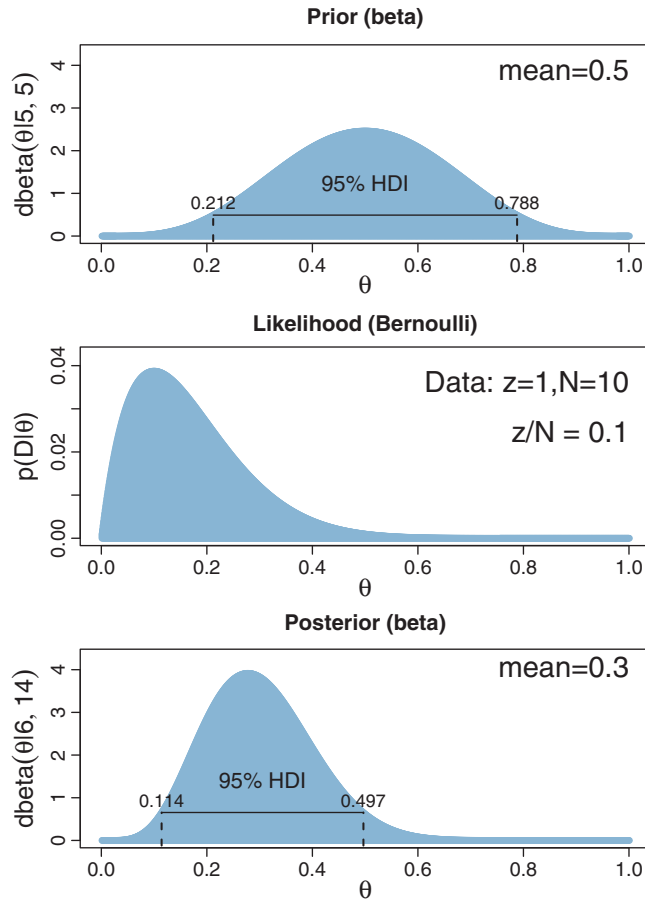 Prior (beta)
dbeta(θ|5, 5)
4
3
2
1
0
mean=0.5
95% HDI
0.212
0.788
0.0
0.2
0.4
0.6
0.8
1.0
θ
Likelihood (Bernoulli)
p(D|θ)
0.04
0.02
0.00
Data: z=1,N=10
z/N = 0.1
0.0
0.2
0.4
0.6
0.8
1.0
θ
Posterior (beta)
dbeta(θ|6, 14)
4
3
2
1
0
mean=0.3
95% HDI
0.114
0.497
0.0
0.2
0.4
0.6
0.8
1.0
θ